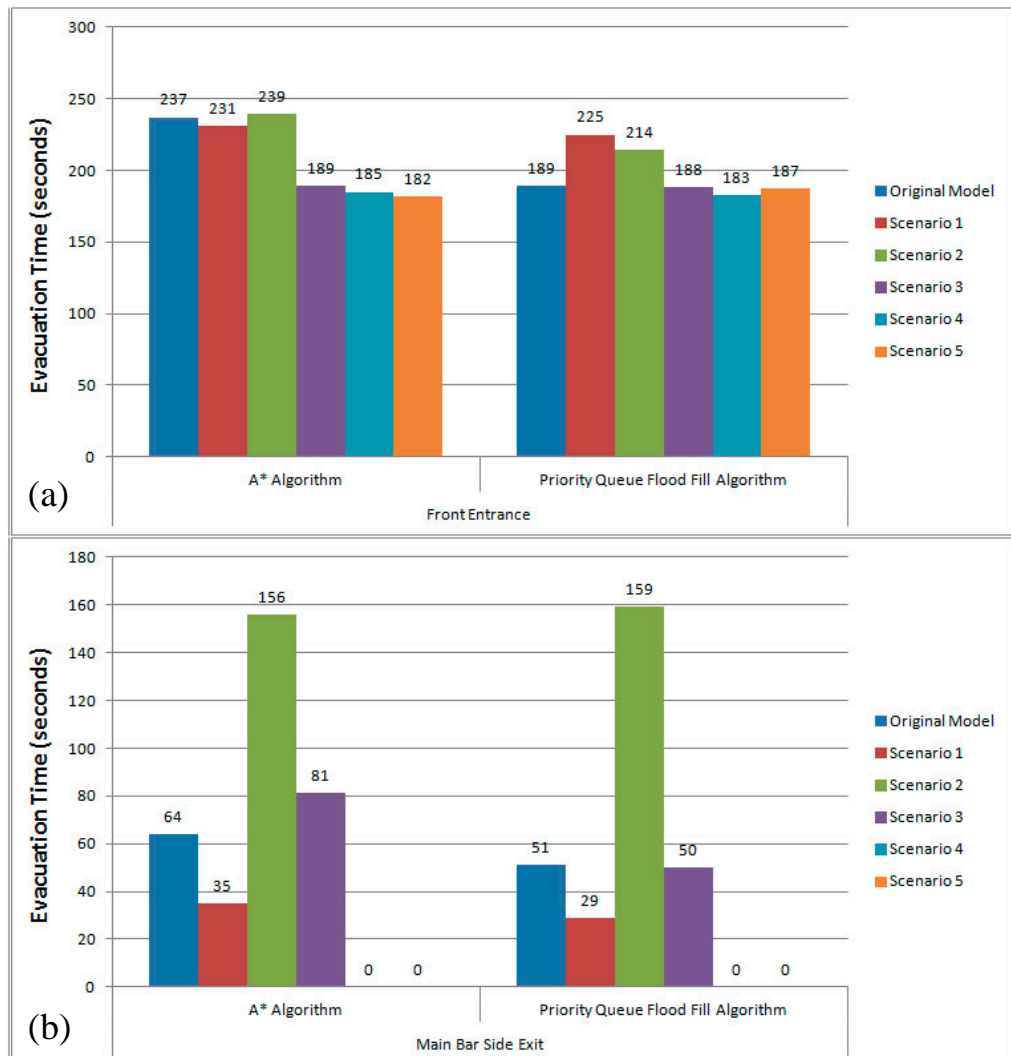 300
250
200
150
100
50
0
Evacuation Time (seconds)
237
231
239
189
185
182
189
225
214
188
183
187
A* Algorithm
Priority Queue Flood Fill Algorithm
Front Entrance
Original Model
Scenario 1
Scenario 2
Scenario 3
Scenario 4
Scenario 5
(a)
180
160
140
120
100
80
60
40
20
0
Evacuation Time (seconds)
64
35
156
81
0
0
51
29
159
50
0
0
A* Algorithm
Priority Queue Flood Fill Algorithm
Main Bar Side Exit
Original Model
Scenario 1
Scenario 2
Scenario 3
Scenario 4
Scenario 5
(b)